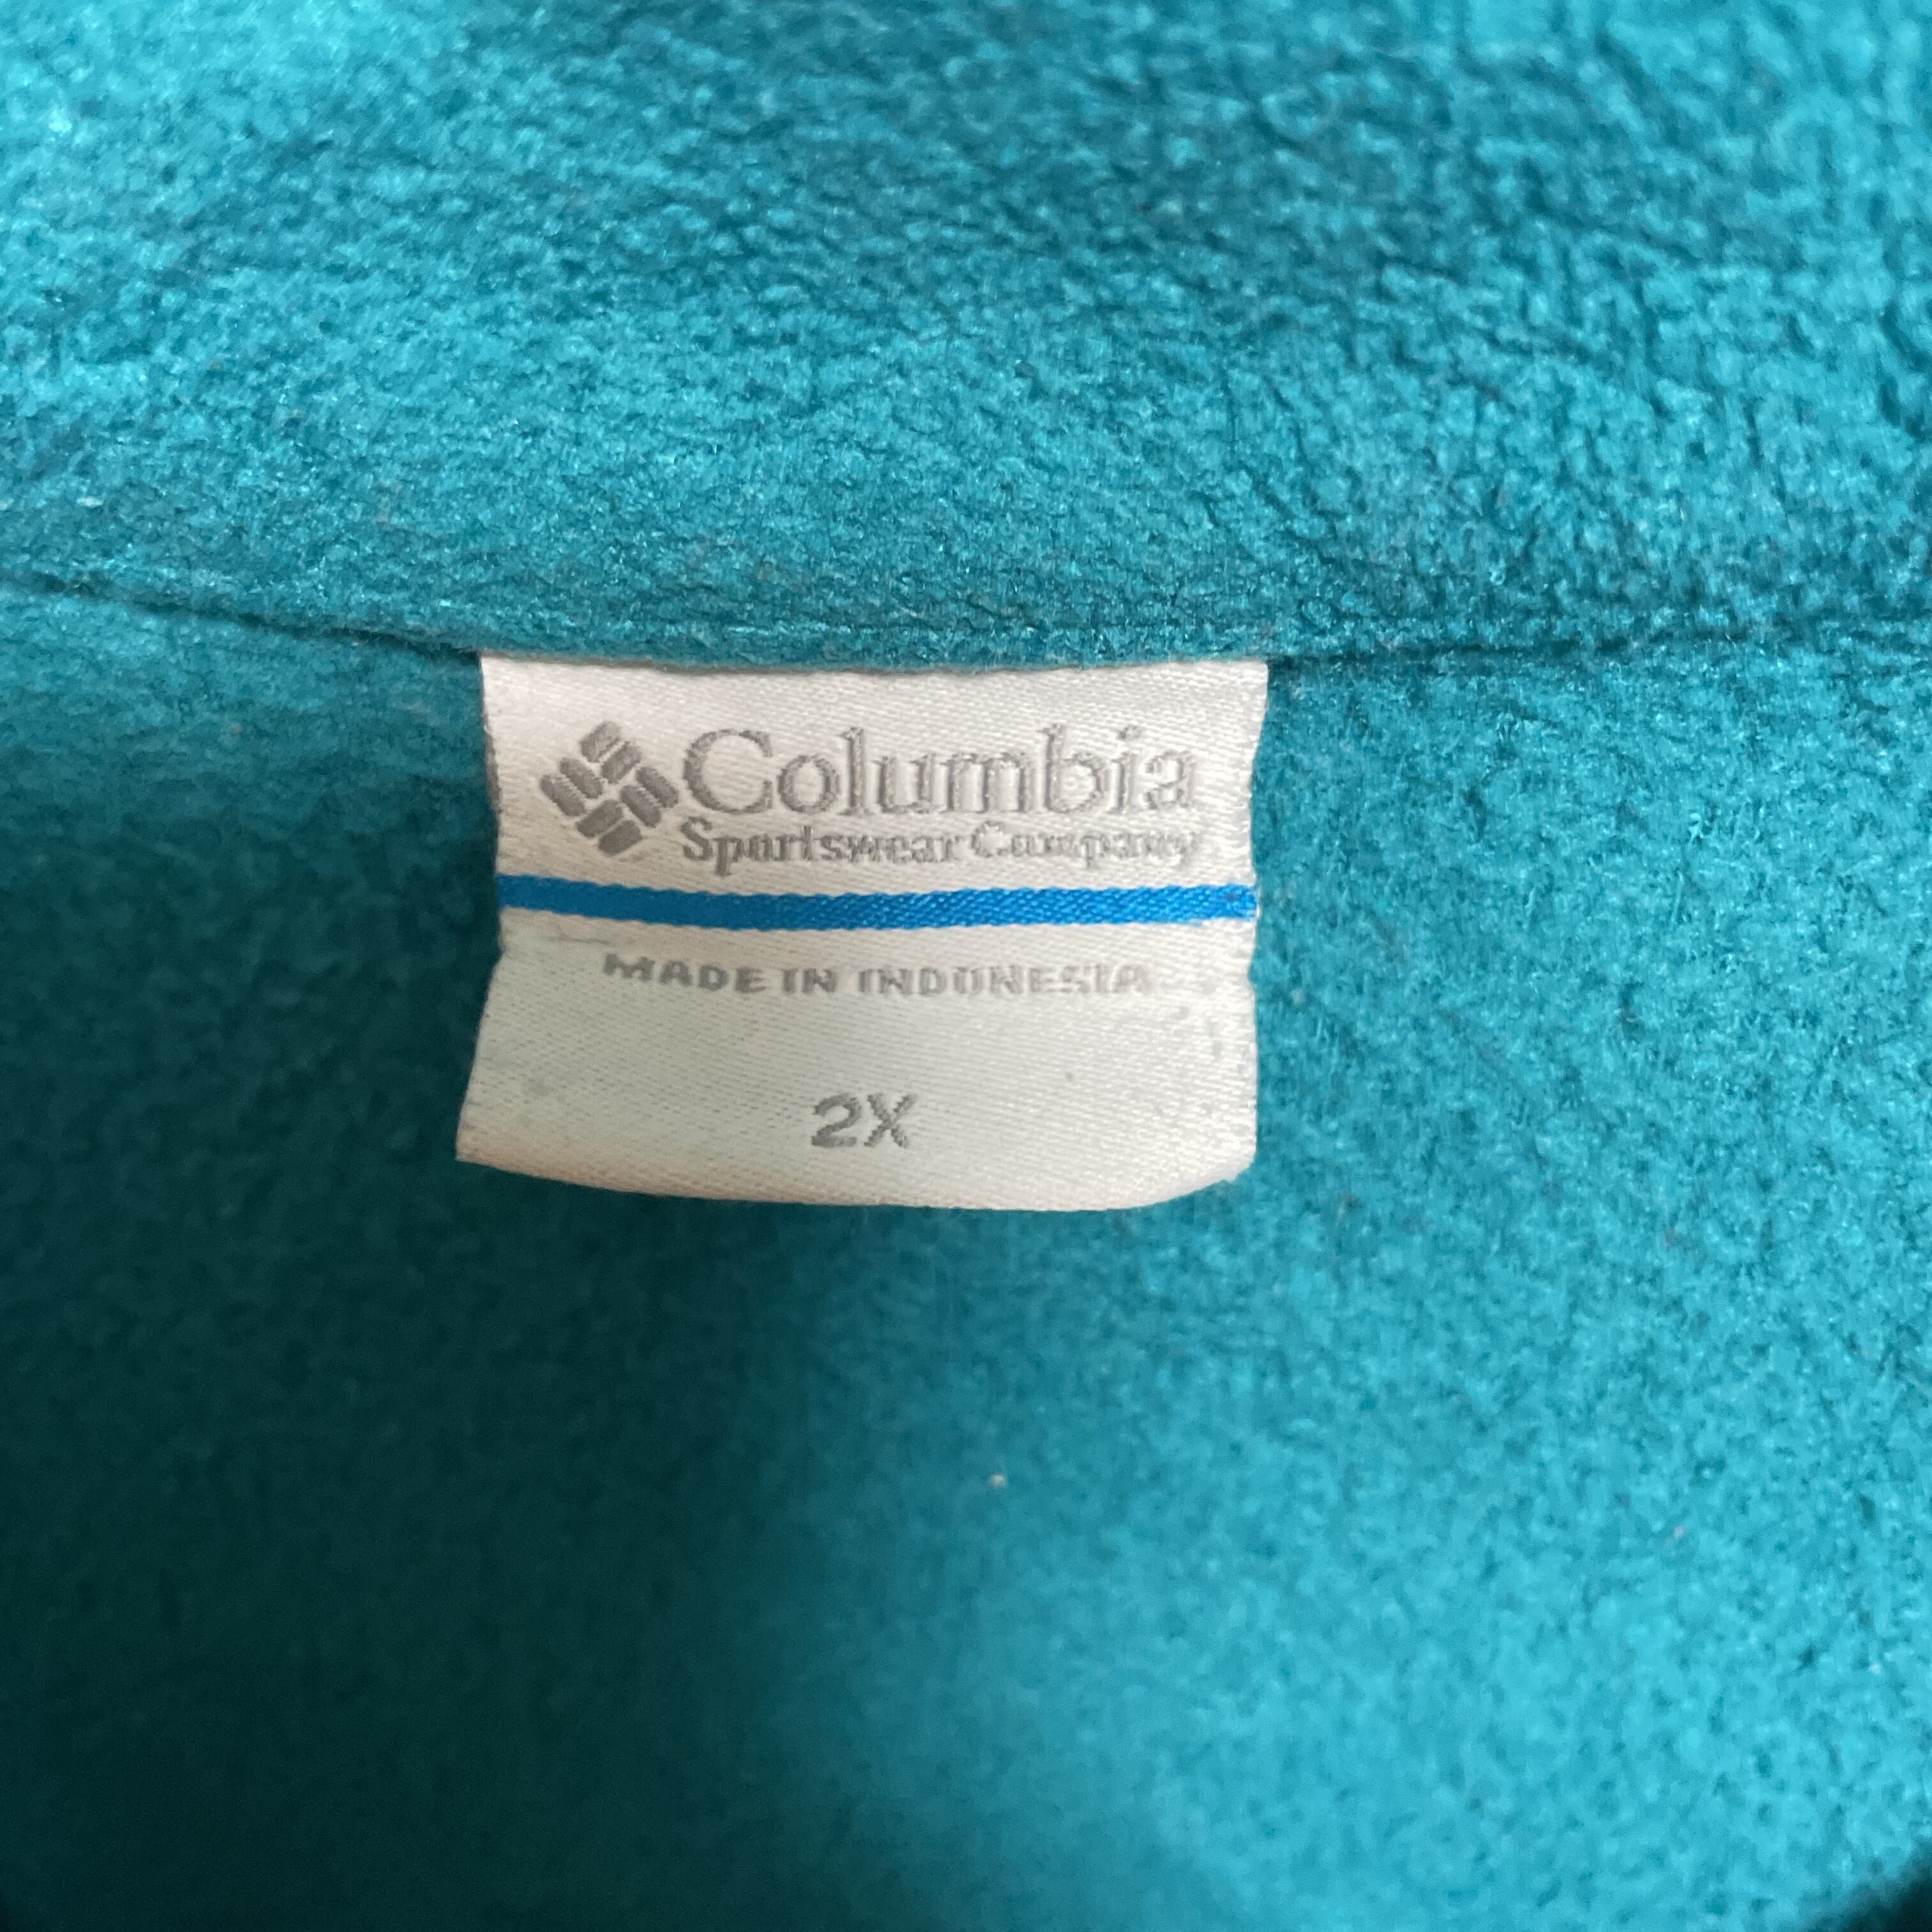 Columbia
Sportswear Company
MADE IN INDONESIA
2X